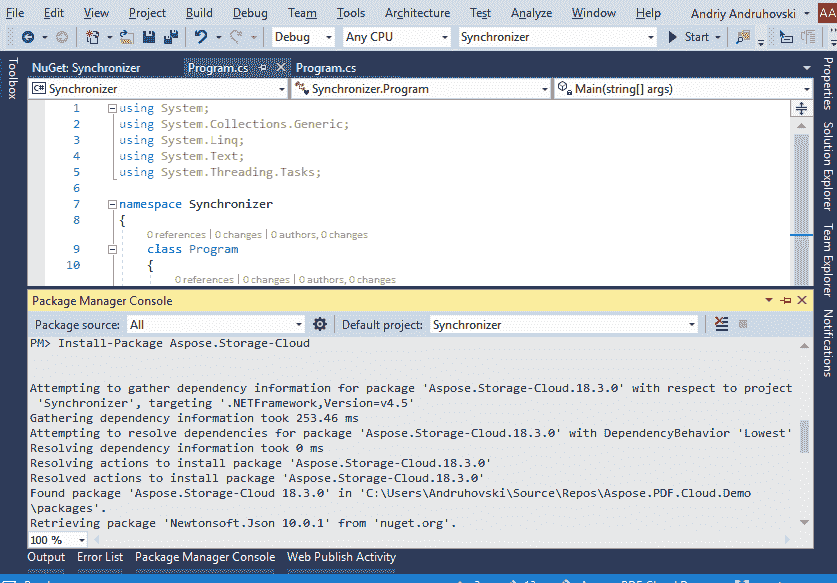 File Edit View Project Build Debug Team Tools Architecture Test Analyze Window Help Andriy Andruhovski AA
Debug Any CPU Synchronizer Start
Toolbox
NuGet: Synchronizer Program.cs Program.cs
C# Synchronizer Synchronizer.Program Main(string[] args)
1 using System;
2 using System.Collections.Generic;
3 using System.Linq;
4 using System.Text;
5 using System.Threading.Tasks;
6
7 namespace Synchronizer
8 {
0 references | 0 changes | 0 authors, 0 changes
9 class Program
10 {
0 references | 0 changes | 0 authors, 0 changes
Properties
Solution Explorer
Team Explorer
Notifications
Package Manager Console
Package source: All Default project: Synchronizer
PM> Install-Package Aspose.Storage-Cloud
Attempting to gather dependency information for package 'Aspose.Storage-Cloud.18.3.0' with respect to project
'Synchronizer', targeting '.NETFramework,Version=v4.5'
Gathering dependency information took 253.46 ms
Attempting to resolve dependencies for package 'Aspose.Storage-Cloud.18.3.0' with DependencyBehavior 'Lowest'
Resolving dependency information took 0 ms
Resolving actions to install package 'Aspose.Storage-Cloud.18.3.0'
Resolved actions to install package 'Aspose.Storage-Cloud.18.3.0'
Found package 'Aspose.Storage-Cloud 18.3.0' in 'C:\Users\Andruhovski\Source\Repos\Aspose.PDF.Cloud.Demo
\packages'.
Retrieving package 'Newtonsoft.Json 10.0.1' from 'nuget.org'.
100 %
Output Error List Package Manager Console Web Publish Activity